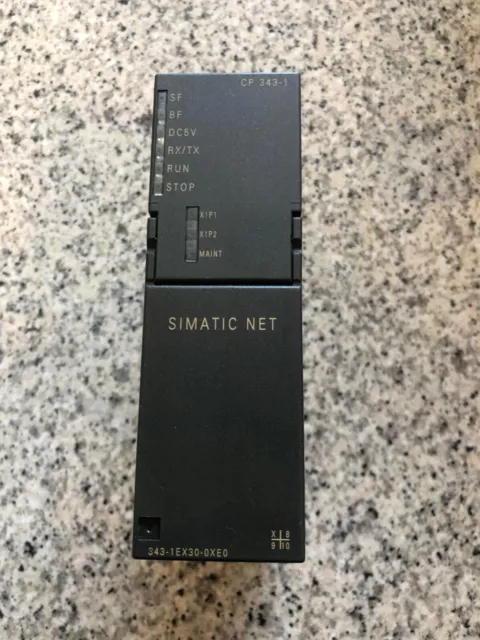 CP 343-1
SF
BF
DC5V
RX/TX
RUN
STOP
X1P1
X1P2
MAINT
SIMATIC NET
X 8
9 10
343-1EX30-0XE0